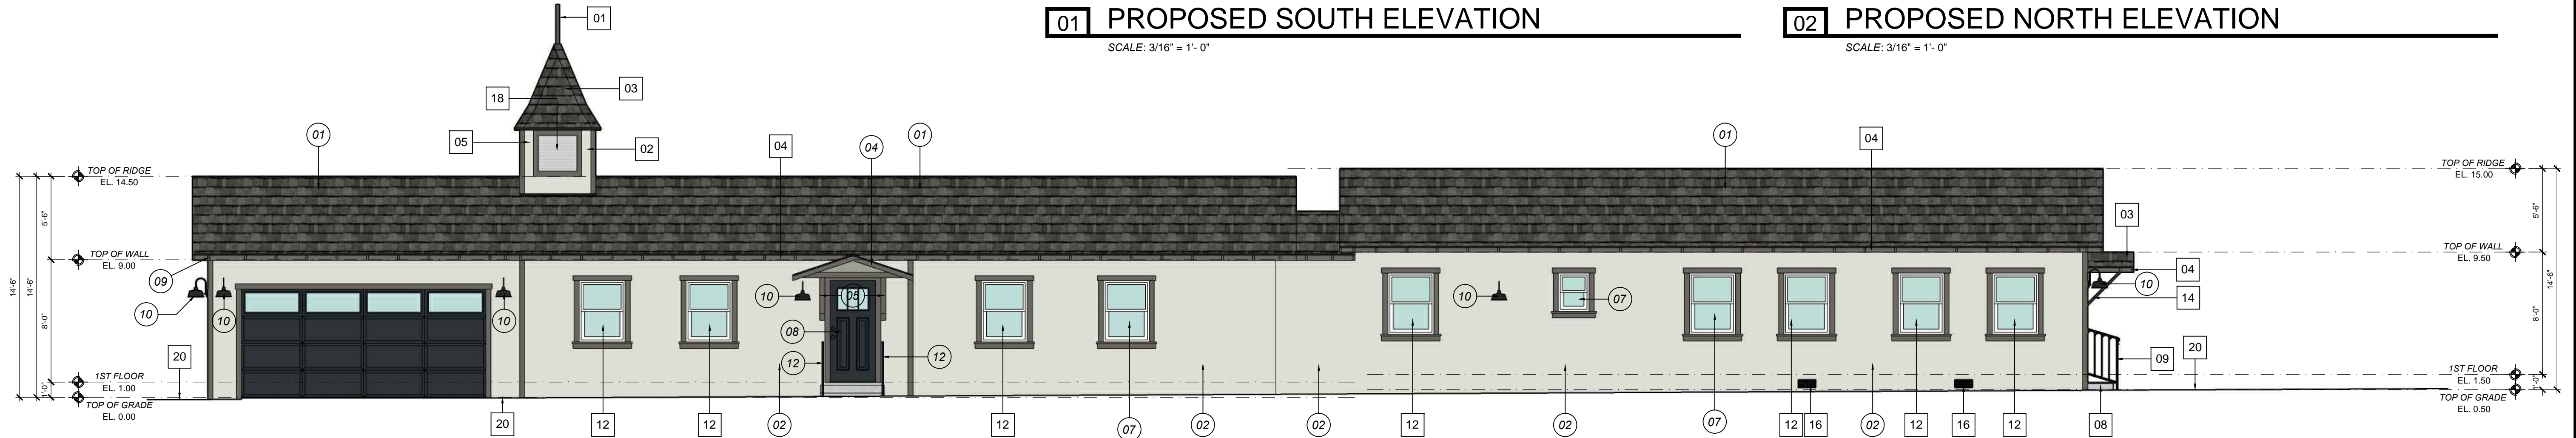 01 PROPOSED SOUTH ELEVATION
SCALE: 3/16" = 1'- 0"
02 PROPOSED NORTH ELEVATION
SCALE: 3/16" = 1'- 0"
01
03
18
05
02
01
04
04
01
01
04
TOP OF RIDGE
EL. 14.50
TOP OF RIDGE
EL. 15.00
5'-6"
14'-6"
14'-6"
8'-0"
1'-0"
TOP OF WALL
EL. 9.00
TOP OF WALL
EL. 9.50
5'-6"
14'-6"
8'-0"
1'-0"
03
04
10
14
09
20
09
10
10
10
10
05
08
12
12
10
07
20
1ST FLOOR
EL. 1.00
TOP OF GRADE
EL. 0.00
1ST FLOOR
EL. 1.50
TOP OF GRADE
EL. 0.50
20
12
12
02
12
07
02
02
12
02
07
12
16
02
12
16
12
08